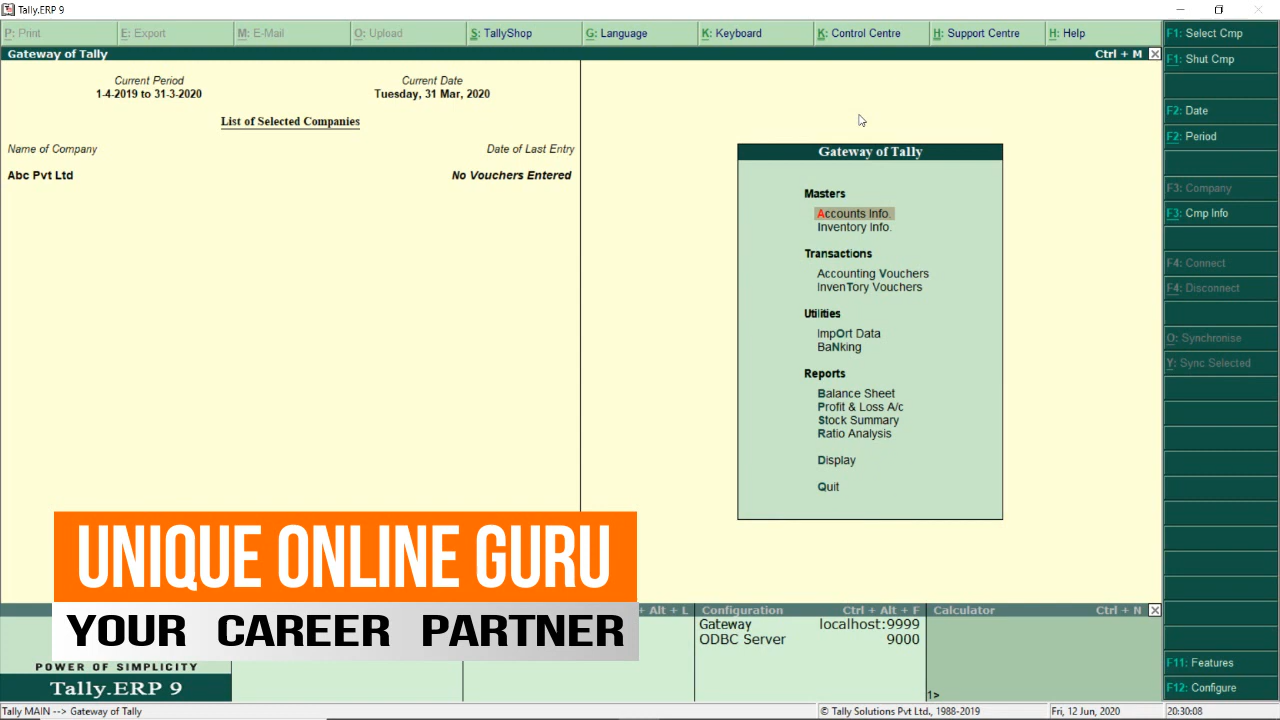 Tally.ERP 9
P: Print
E: Export
M: E-Mail
O: Upload
S: TallyShop
G: Language
K: Keyboard
K: Control Centre
H: Support Centre
H: Help
Gateway of Tally
Ctrl + M
Current Period
1-4-2019 to 31-3-2020
Current Date
Tuesday, 31 Mar, 2020
List of Selected Companies
Name of Company
Date of Last Entry
Abc Pvt Ltd
No Vouchers Entered
Gateway of Tally
Masters
Accounts Info.
Inventory Info.
Transactions
Accounting Vouchers
InvenTory Vouchers
Utilities
ImpOrt Data
BaNking
Reports
Balance Sheet
Profit & Loss A/c
Stock Summary
Ratio Analysis
Display
Quit
F1: Select Cmp
F1: Shut Cmp
F2: Date
F2: Period
F3: Company
F3: Cmp Info
F4: Connect
F4: Disconnect
O: Synchronise
Y: Sync Selected
F11: Features
F12: Configure
UNIQUE ONLINE GURU
YOUR CAREER PARTNER
POWER OF SIMPLICITY
Tally.ERP 9
+ Alt + L
Configuration
Ctrl + Alt + F
Gateway
localhost:9999
ODBC Server
9000
Calculator
Ctrl + N
1>
Tally MAIN --> Gateway of Tally
© Tally Solutions Pvt Ltd., 1988-2019
Fri, 12 Jun, 2020
20:30:08